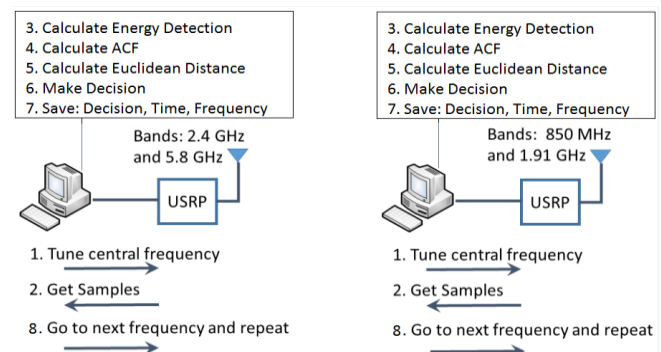 3. Calculate Energy Detection
4. Calculate ACF
5. Calculate Euclidean Distance
6. Make Decision
7. Save: Decision, Time, Frequency
Bands: 2.4 GHz
and 5.8 GHz
USRP
1. Tune central frequency
2. Get Samples
8. Go to next frequency and repeat
3. Calculate Energy Detection
4. Calculate ACF
5. Calculate Euclidean Distance
6. Make Decision
7. Save: Decision, Time, Frequency
Bands: 850 MHz
and 1.91 GHz
USRP
1. Tune central frequency
2. Get Samples
8. Go to next frequency and repeat